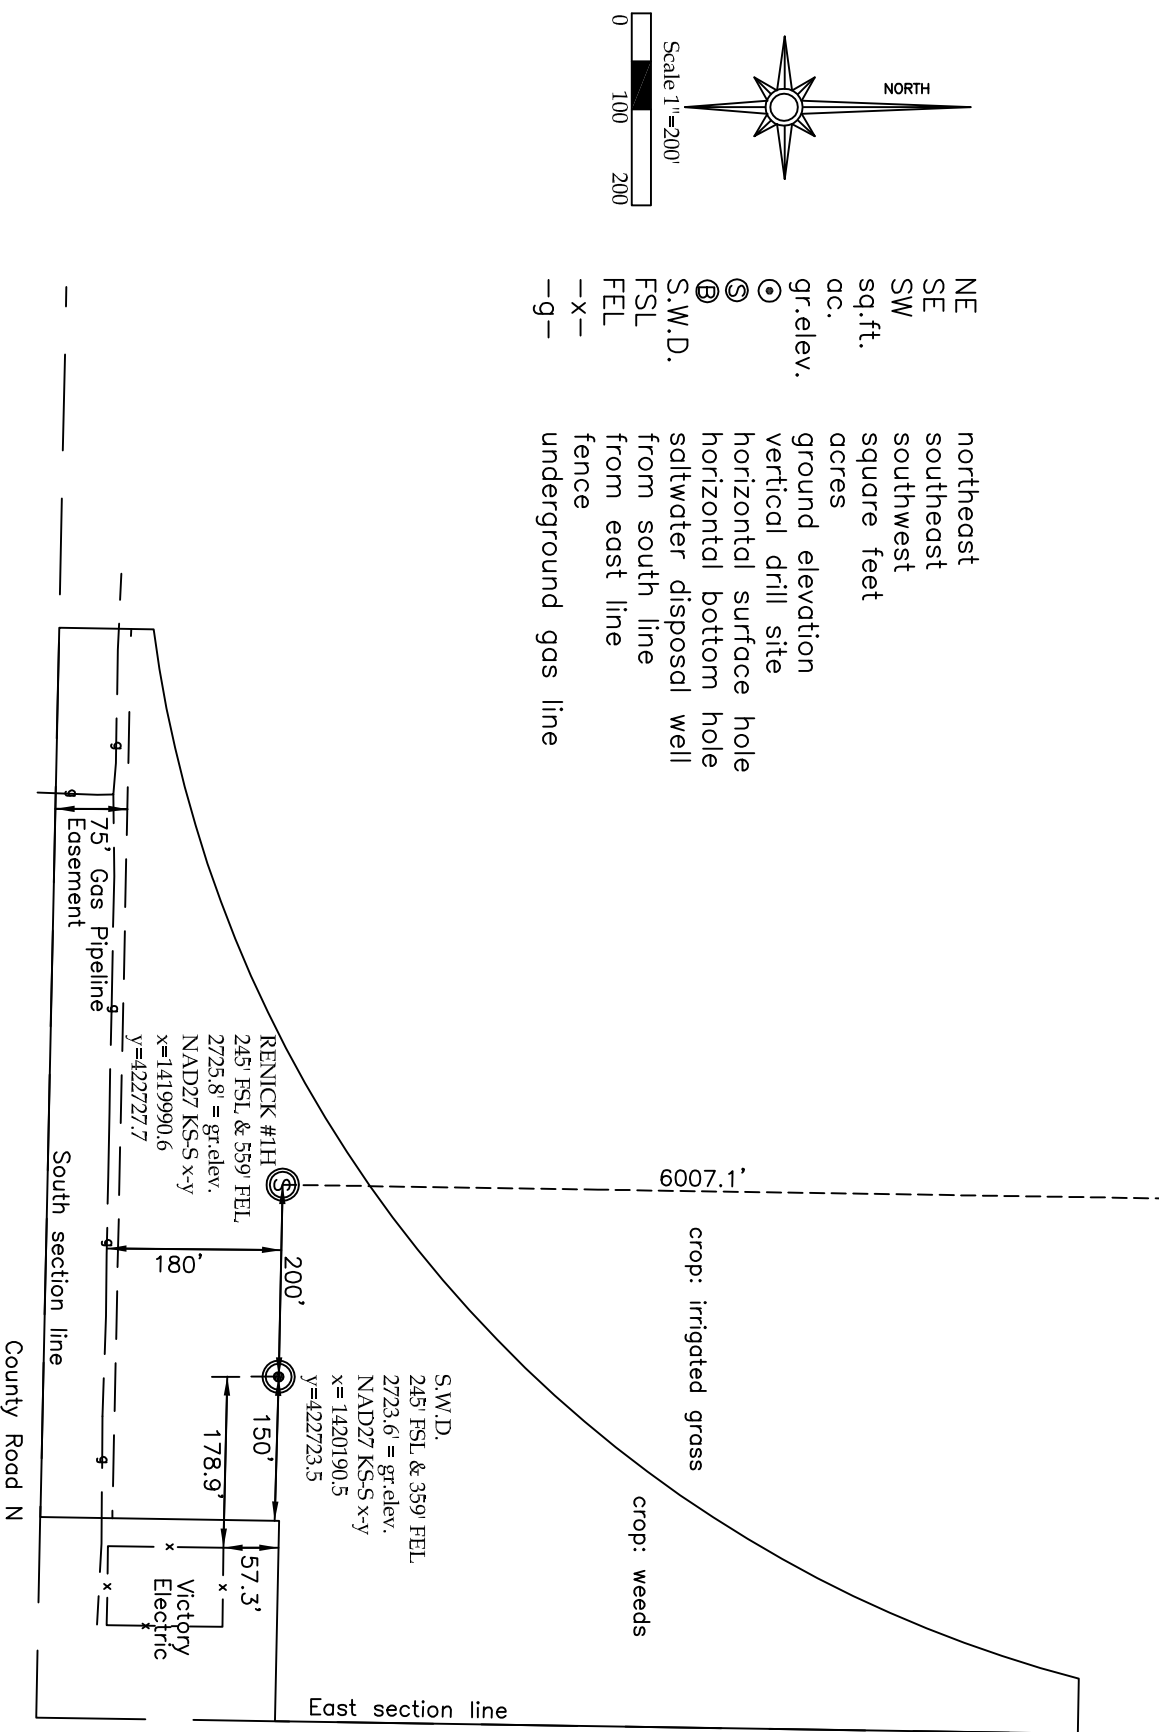 NORTH
Scale 1"=200'
0 100 200
NE northeast
SE southeast
SW southwest
sq.ft. square feet
ac. acres
gr.elev. ground elevation
vertical drill site
S horizontal surface hole
B horizontal bottom hole
S.W.D. saltwater disposal well
FSL from south line
FEL from east line
-x- fence
-g- underground gas line
6007.1'
crop: irrigated grass
crop: weeds
S.W.D.
245' FSL & 359' FEL
2723.6' = gr.elev.
NAD27 KS-S x-y
x= 1420190.5
y=422723.5
RENICK #1H
245' FSL & 559' FEL
2725.8' = gr.elev.
NAD27 KS-S x-y
x=1419990.6
y=422727.7
S
200'
150'
180'
178.9'
57.3'
75' Gas Pipeline
Easement
g
g
g
g
g
x
x
x
x
Victory
Electric
East section line
South section line
County Road N